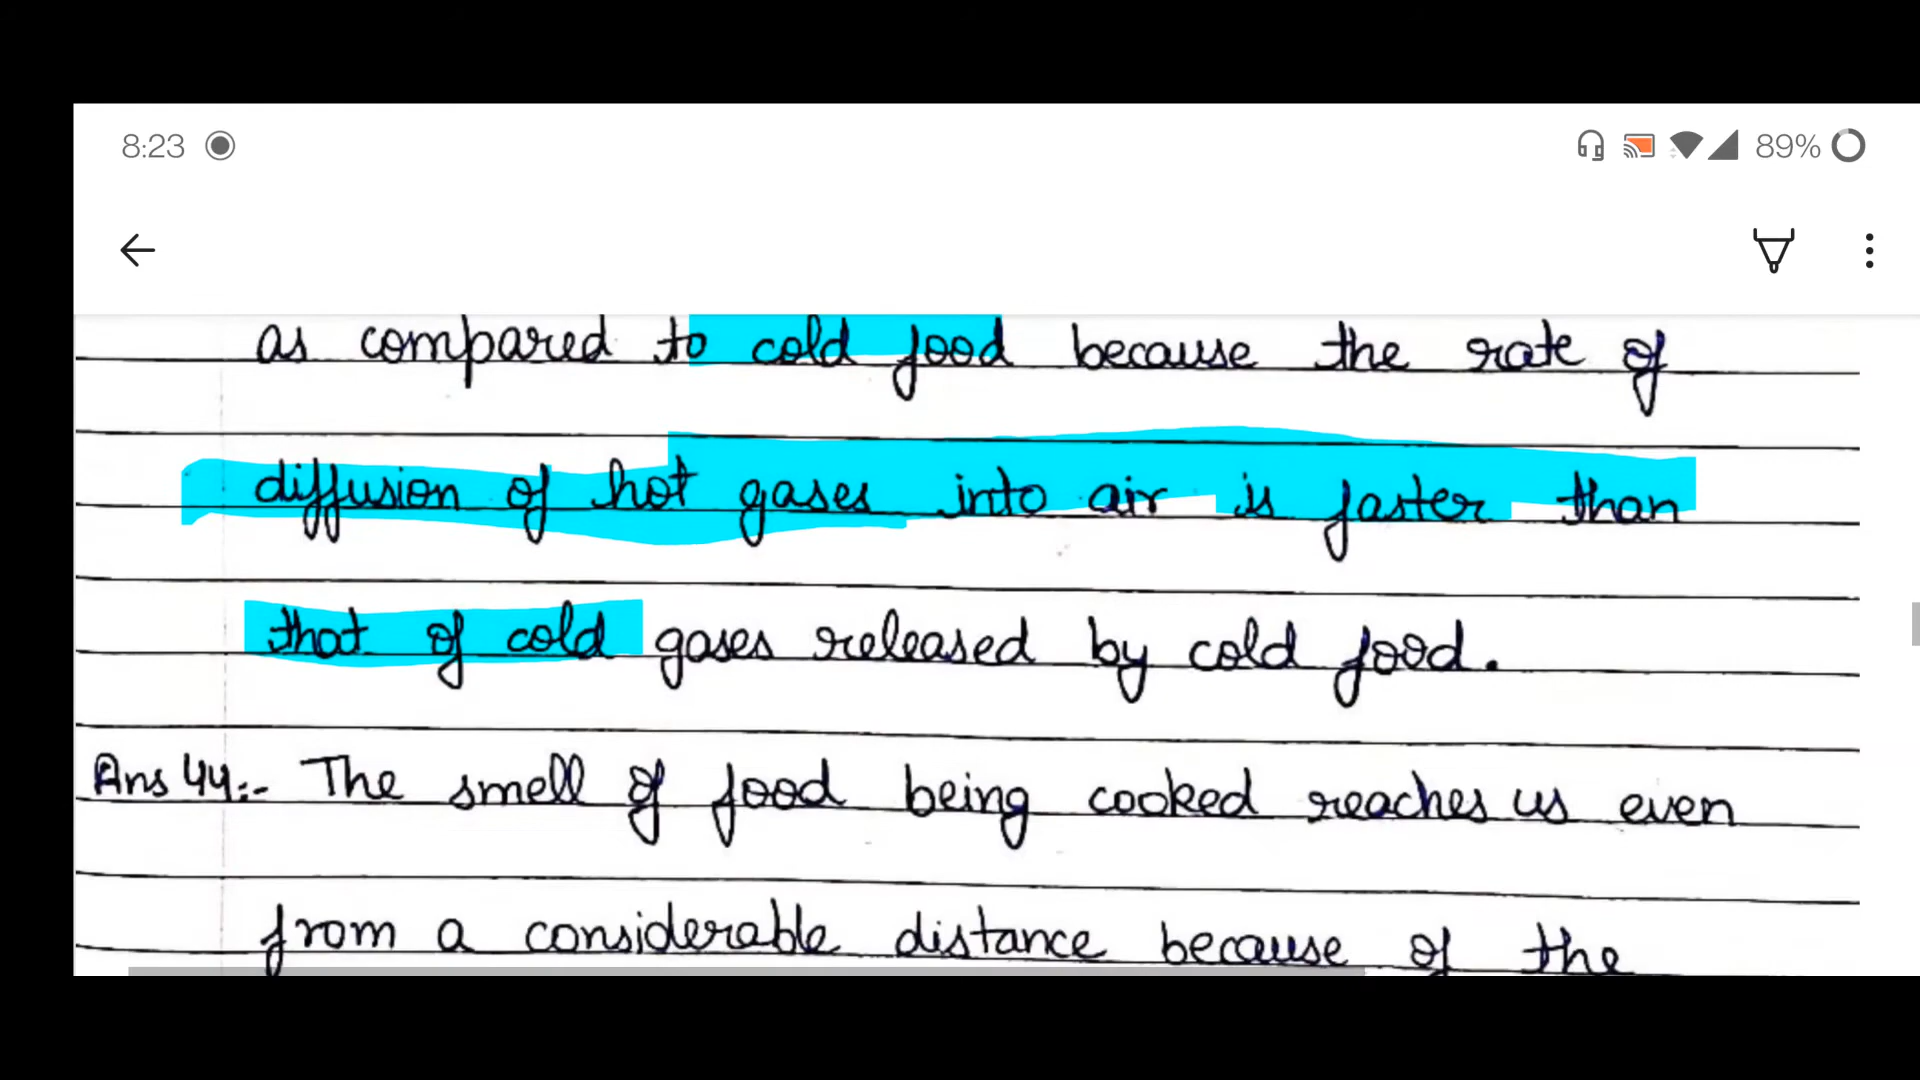 8:23 89%
as compared to cold food because the rate of
diffusion of hot gases into air is faster than
that of cold gases released by cold food.
Ans 44:- The smell of food being cooked reaches us even
from a considerable distance because of the